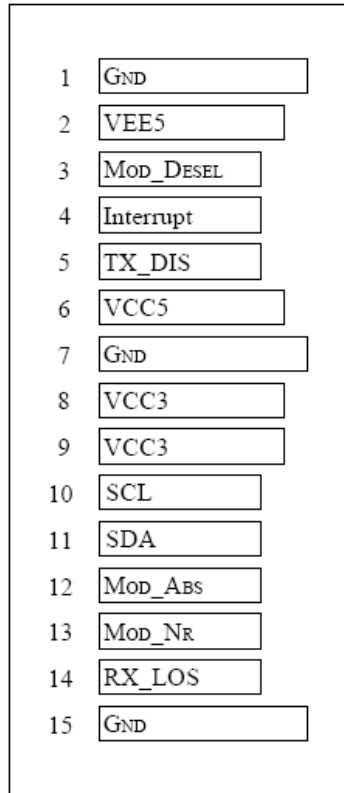 1 GND
2 VEE5
3 MOD_DESEL
4 Interrupt
5 TX_DIS
6 VCC5
7 GND
8 VCC3
9 VCC3
10 SCL
11 SDA
12 MOD_ABS
13 MOD_NR
14 RX_LOS
15 GND